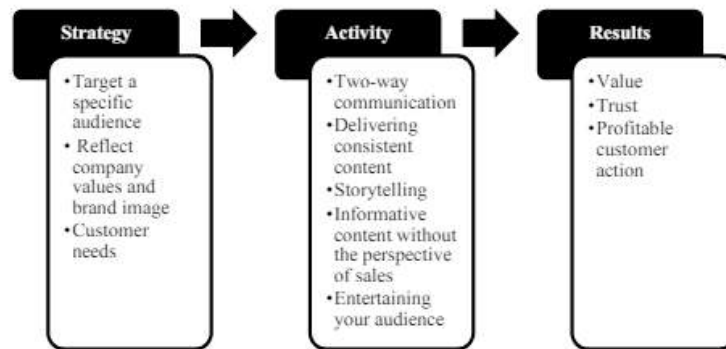 Strategy
•Target a
specific
audience
• Reflect
company
values and
brand image
•Customer
needs
Activity
•Two-way
communication
•Delivering
consistent
content
•Storytelling
•Informative
content without
the perspective
of sales
•Entertaining
your audience
Results
•Value
•Trust
•Profitable
customer
action